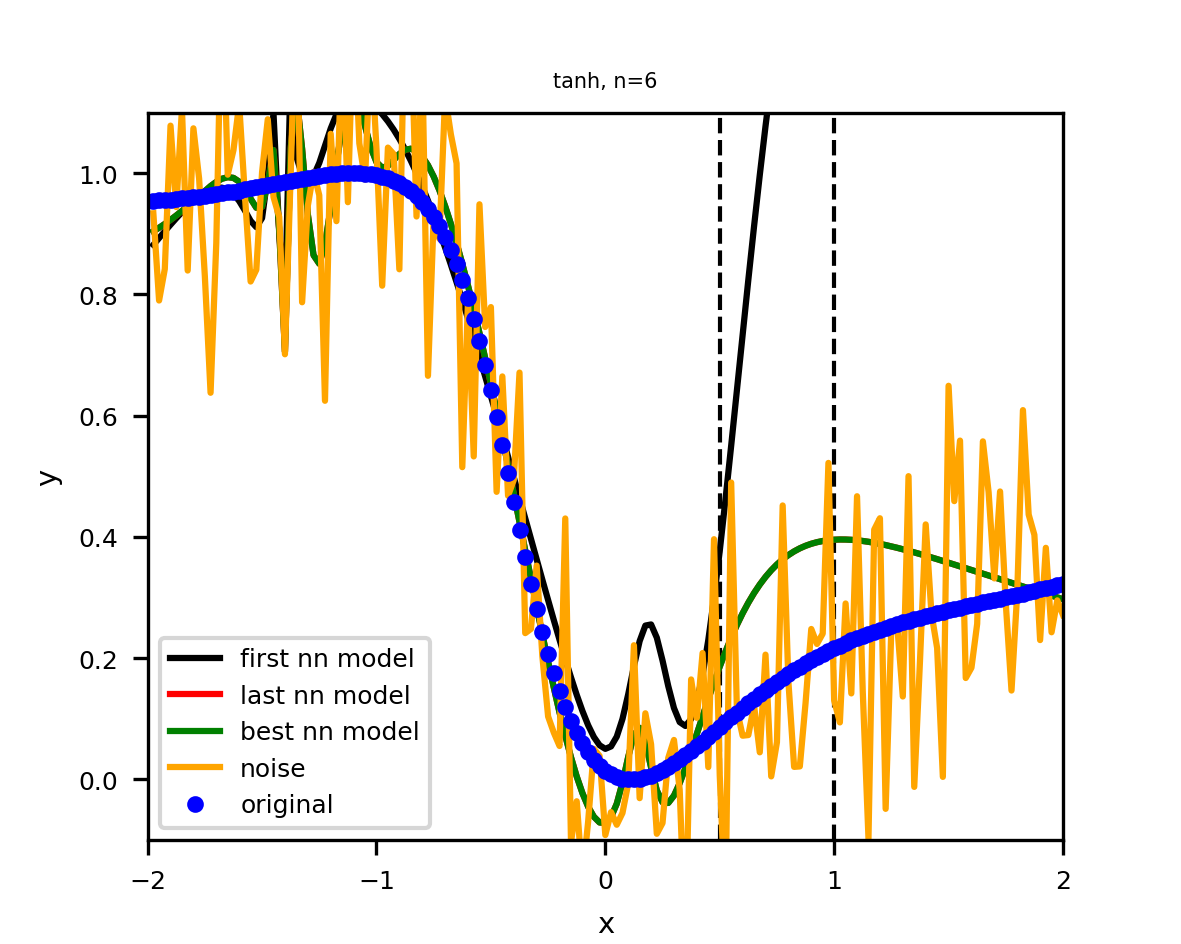 tanh, n=6
y
1.0
0.8
0.6
0.4
0.2
0.0
first nn model
last nn model
best nn model
noise
original
−2 −1 0 1 2
x